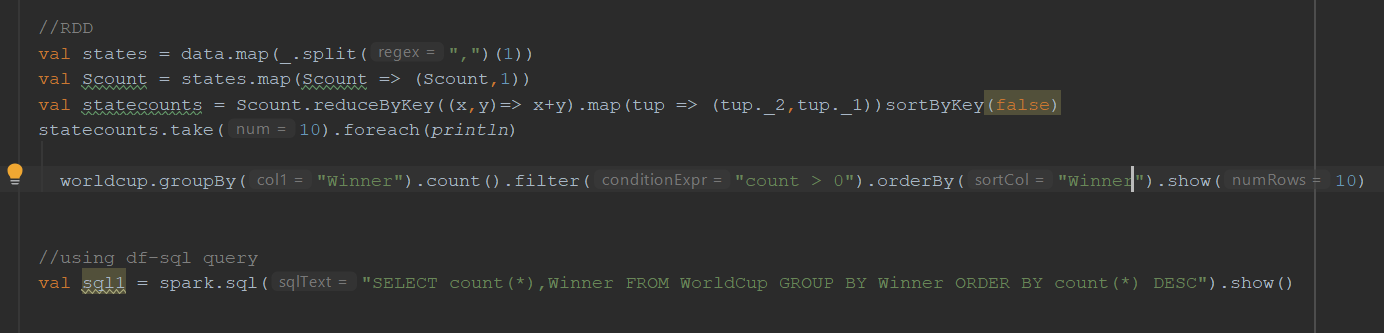 //RDD
val states = data.map(_.split( regex = ",")(1))
val Scount = states.map(Scount => (Scount,1))
val statecounts = Scount.reduceByKey((x,y)=> x+y).map(tup => (tup._2,tup._1))sortByKey(false)
statecounts.take( num = 10).foreach(println)
worldcup.groupBy( col1 = "Winner").count().filter( conditionExpr = "count > 0").orderBy( sortCol = "Winner").show( numRows = 10)
//using df-sql query
val sql1 = spark.sql( sqlText = "SELECT count(*),Winner FROM WorldCup GROUP BY Winner ORDER BY count(*) DESC").show()